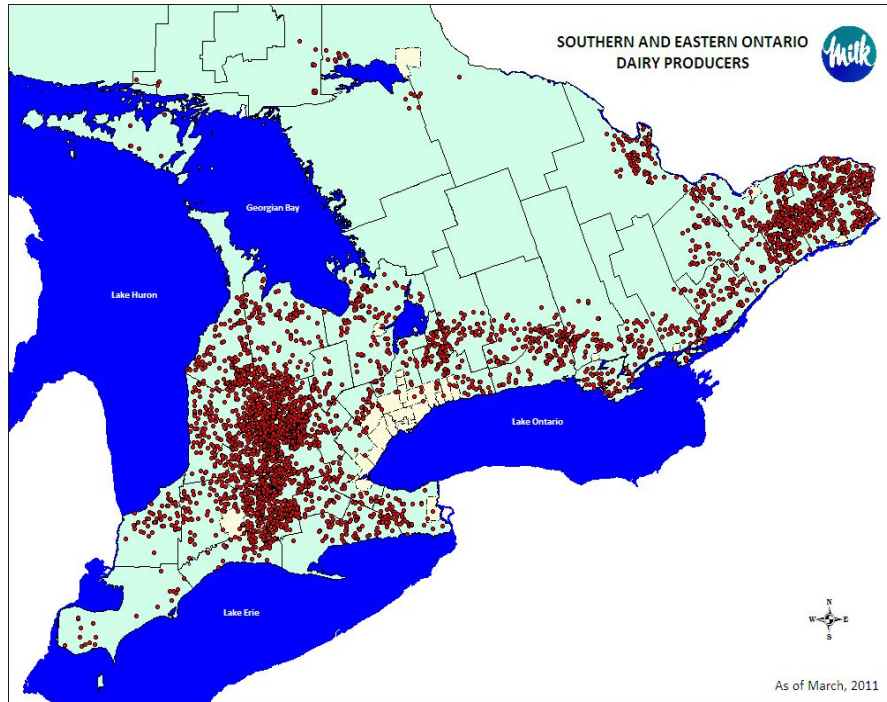 SOUTHERN AND EASTERN ONTARIO
DAIRY PRODUCERS
milk
Georgian Bay
Lake Huron
Lake Ontario
Lake Erie
N
W E
S
As of March, 2011